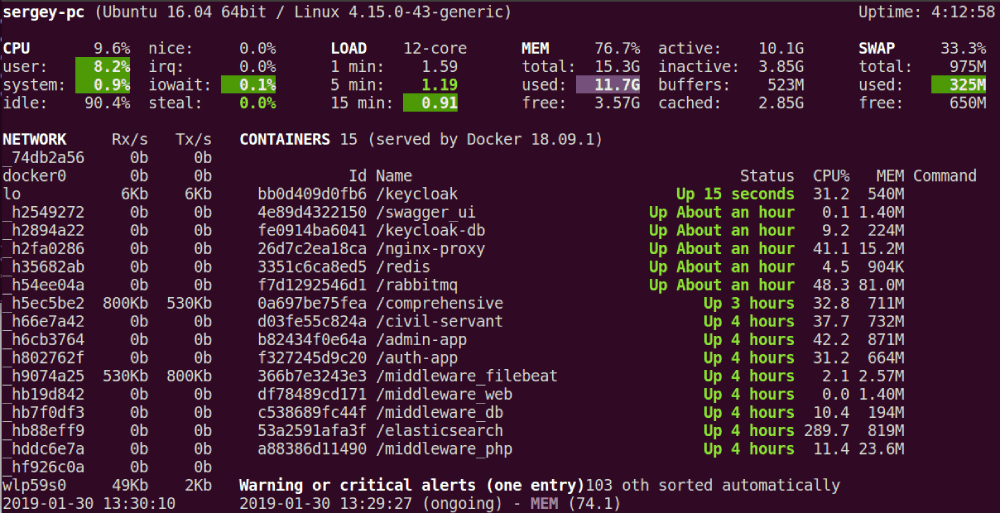 sergey-pc (Ubuntu 16.04 64bit / Linux 4.15.0-43-generic) Uptime: 4:12:58
CPU 9.6% nice: 0.0% LOAD 12-core MEM 76.7% active: 10.1G SWAP 33.3%
user: 8.2% irq: 0.0% 1 min: 1.59 total: 15.3G inactive: 3.85G total: 975M
system: 0.9% iowait: 0.1% 5 min: 1.19 used: 11.7G buffers: 523M used: 325M
idle: 90.4% steal: 0.0% 15 min: 0.91 free: 3.57G cached: 2.85G free: 650M
NETWORK Rx/s Tx/s CONTAINERS 15 (served by Docker 18.09.1)
_74db2a56 0b 0b
docker0 0b 0b Id Name Status CPU% MEM Command
lo 6Kb 6Kb bb0d409d0fb6 /keycloak Up 15 seconds 31.2 540M
_h2549272 0b 0b 4e89d4322150 /swagger_ui Up About an hour 0.1 1.40M
_h2894a22 0b 0b fe0914ba6041 /keycloak-db Up About an hour 9.2 224M
_h2fa0286 0b 0b 26d7c2ea18ca /nginx-proxy Up About an hour 41.1 15.2M
_h35682ab 0b 0b 3351c6ca8ed5 /redis Up About an hour 4.5 904K
_h54ee04a 0b 0b f7d1292546d1 /rabbitmq Up About an hour 48.3 81.0M
_h5ec5be2 800Kb 530Kb 0a697be75fea /comprehensive Up 3 hours 32.8 711M
_h66e7a42 0b 0b d03fe55c824a /civil-servant Up 4 hours 37.7 732M
_h6cb3764 0b 0b b82434f0e64a /admin-app Up 4 hours 42.2 871M
_h802762f 0b 0b f327245d9c20 /auth-app Up 4 hours 31.2 664M
_h9074a25 530Kb 800Kb 366b7e3243e3 /middleware_filebeat Up 4 hours 2.1 2.57M
_hb19d842 0b 0b df78489cd171 /middleware_web Up 4 hours 0.0 1.40M
_hb7f0df3 0b 0b c538689fc44f /middleware_db Up 4 hours 10.4 194M
_hb88eff9 0b 0b 53a2591afa3f /elasticsearch Up 4 hours 289.7 819M
_hddc6e7a 0b 0b a88386d11490 /middleware_php Up 4 hours 11.4 23.6M
_hf926c0a 0b 0b
wlp59s0 49Kb 2Kb Warning or critical alerts (one entry)103 oth sorted automatically
2019-01-30 13:30:10 2019-01-30 13:29:27 (ongoing) - MEM (74.1)